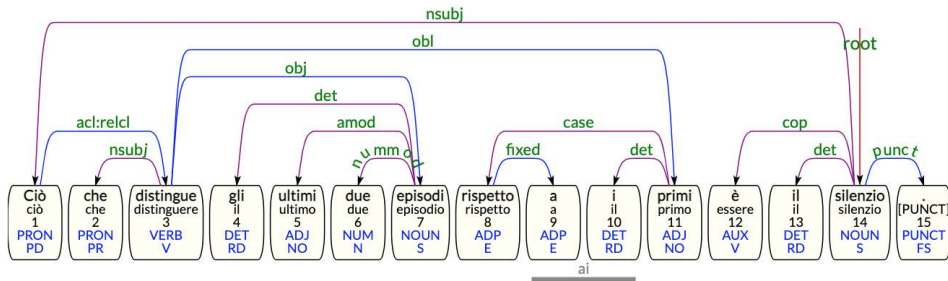 nsubj
root
obl
obj
det
acl:relcl amod case cop
nsubj nummod fixed det det punct
Ciò che distingue gli ultimi due episodi rispetto a i primi è il silenzio .
ciò che distinguere il ultimo due episodio rispetto a il primo essere il silenzio [PUNCT]
1 2 3 4 5 6 7 8 9 10 11 12 13 14 15
PRON PRON VERB DET ADJ NUM NOUN ADP ADP DET ADJ AUX DET NOUN PUNCT
PD PR V RD NO N S E E RD NO V RD S FS
ai